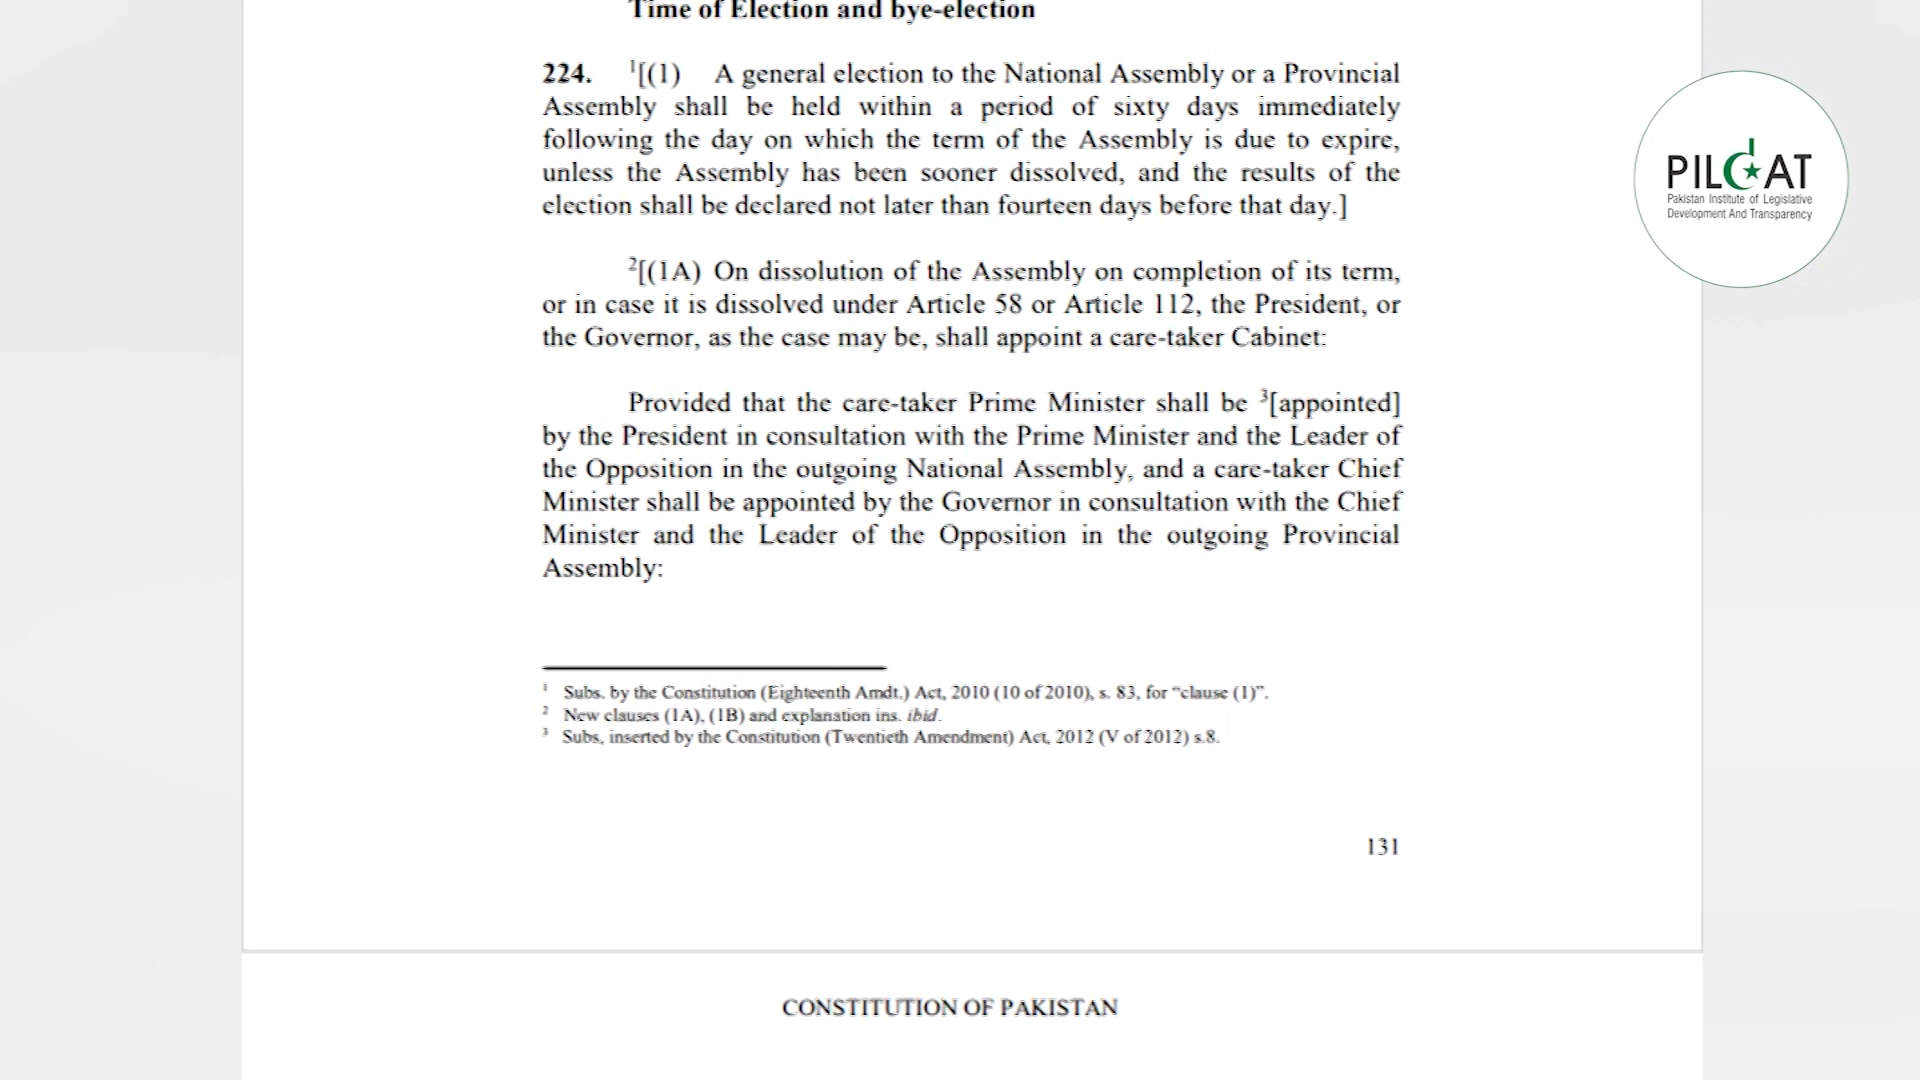 Time of Election and bye-election
224. ¹[(1) A general election to the National Assembly or a Provincial
Assembly shall be held within a period of sixty days immediately
following the day on which the term of the Assembly is due to expire,
unless the Assembly has been sooner dissolved, and the results of the
election shall be declared not later than fourteen days before that day.]
²[(1A) On dissolution of the Assembly on completion of its term,
or in case it is dissolved under Article 58 or Article 112, the President, or
the Governor, as the case may be, shall appoint a care-taker Cabinet:
Provided that the care-taker Prime Minister shall be ³[appointed]
by the President in consultation with the Prime Minister and the Leader of
the Opposition in the outgoing National Assembly, and a care-taker Chief
Minister shall be appointed by the Governor in consultation with the Chief
Minister and the Leader of the Opposition in the outgoing Provincial
Assembly:
¹ Subs. by the Constitution (Eighteenth Amdt.) Act, 2010 (10 of 2010), s. 83, for “clause (1)”.
² New clauses (1A), (1B) and explanation ins. ibid.
³ Subs, inserted by the Constitution (Twentieth Amendment) Act, 2012 (V of 2012) s.8.
131
CONSTITUTION OF PAKISTAN
PILDAT
Pakistan Institute of Legislative
Development And Transparency